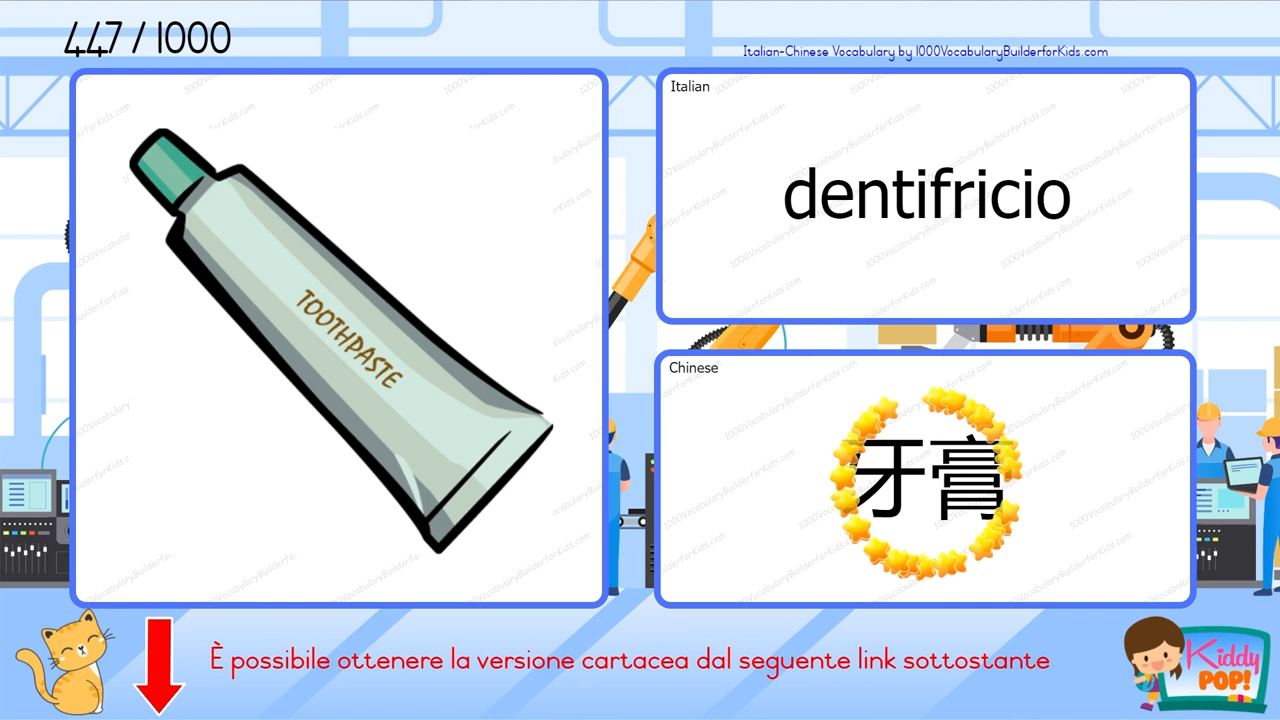 447 / 1000
Italian-Chinese Vocabulary by 1000VocabularyBuilderforKids.com
Italian
dentifricio
TOOTHPASTE
Chinese
牙膏
È possibile ottenere la versione cartacea dal seguente link sottostante
Kiddy
POP!